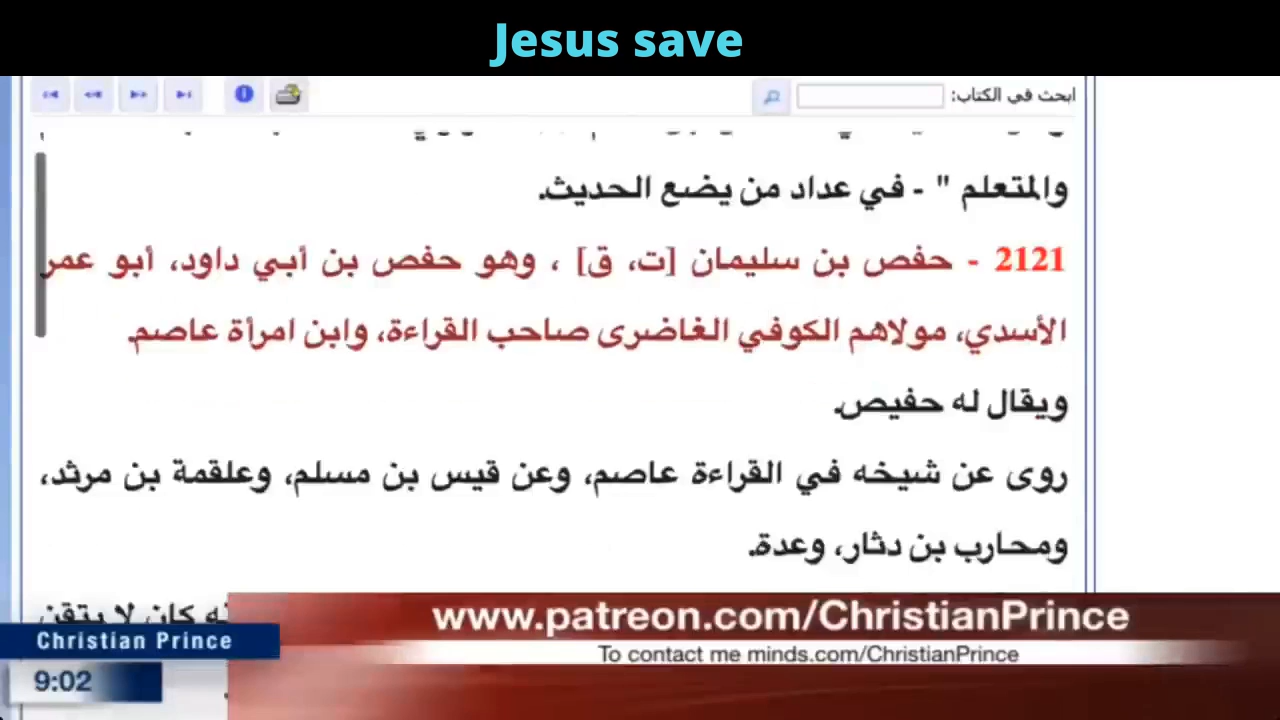 Jesus save
ابحث في الكتاب:
والمتعلم " - في عداد من يضع الحديث.
2121 - حفص بن سليمان [ت، ق] ، وهو حفص بن أبي داود، أبو عمر
الأسدي، مولاهم الكوفي الغاضرى صاحب القراءة، وابن امرأة عاصم.
ويقال له حفيص.
روى عن شيخه في القراءة عاصم، وعن قيس بن مسلم، وعلقمة بن مرثد،
ومحارب بن دثار، وعدة.
كان لا يتقن
www.patreon.com/ChristianPrince
Christian Prince
To contact me minds.com/ChristianPrince
9:02